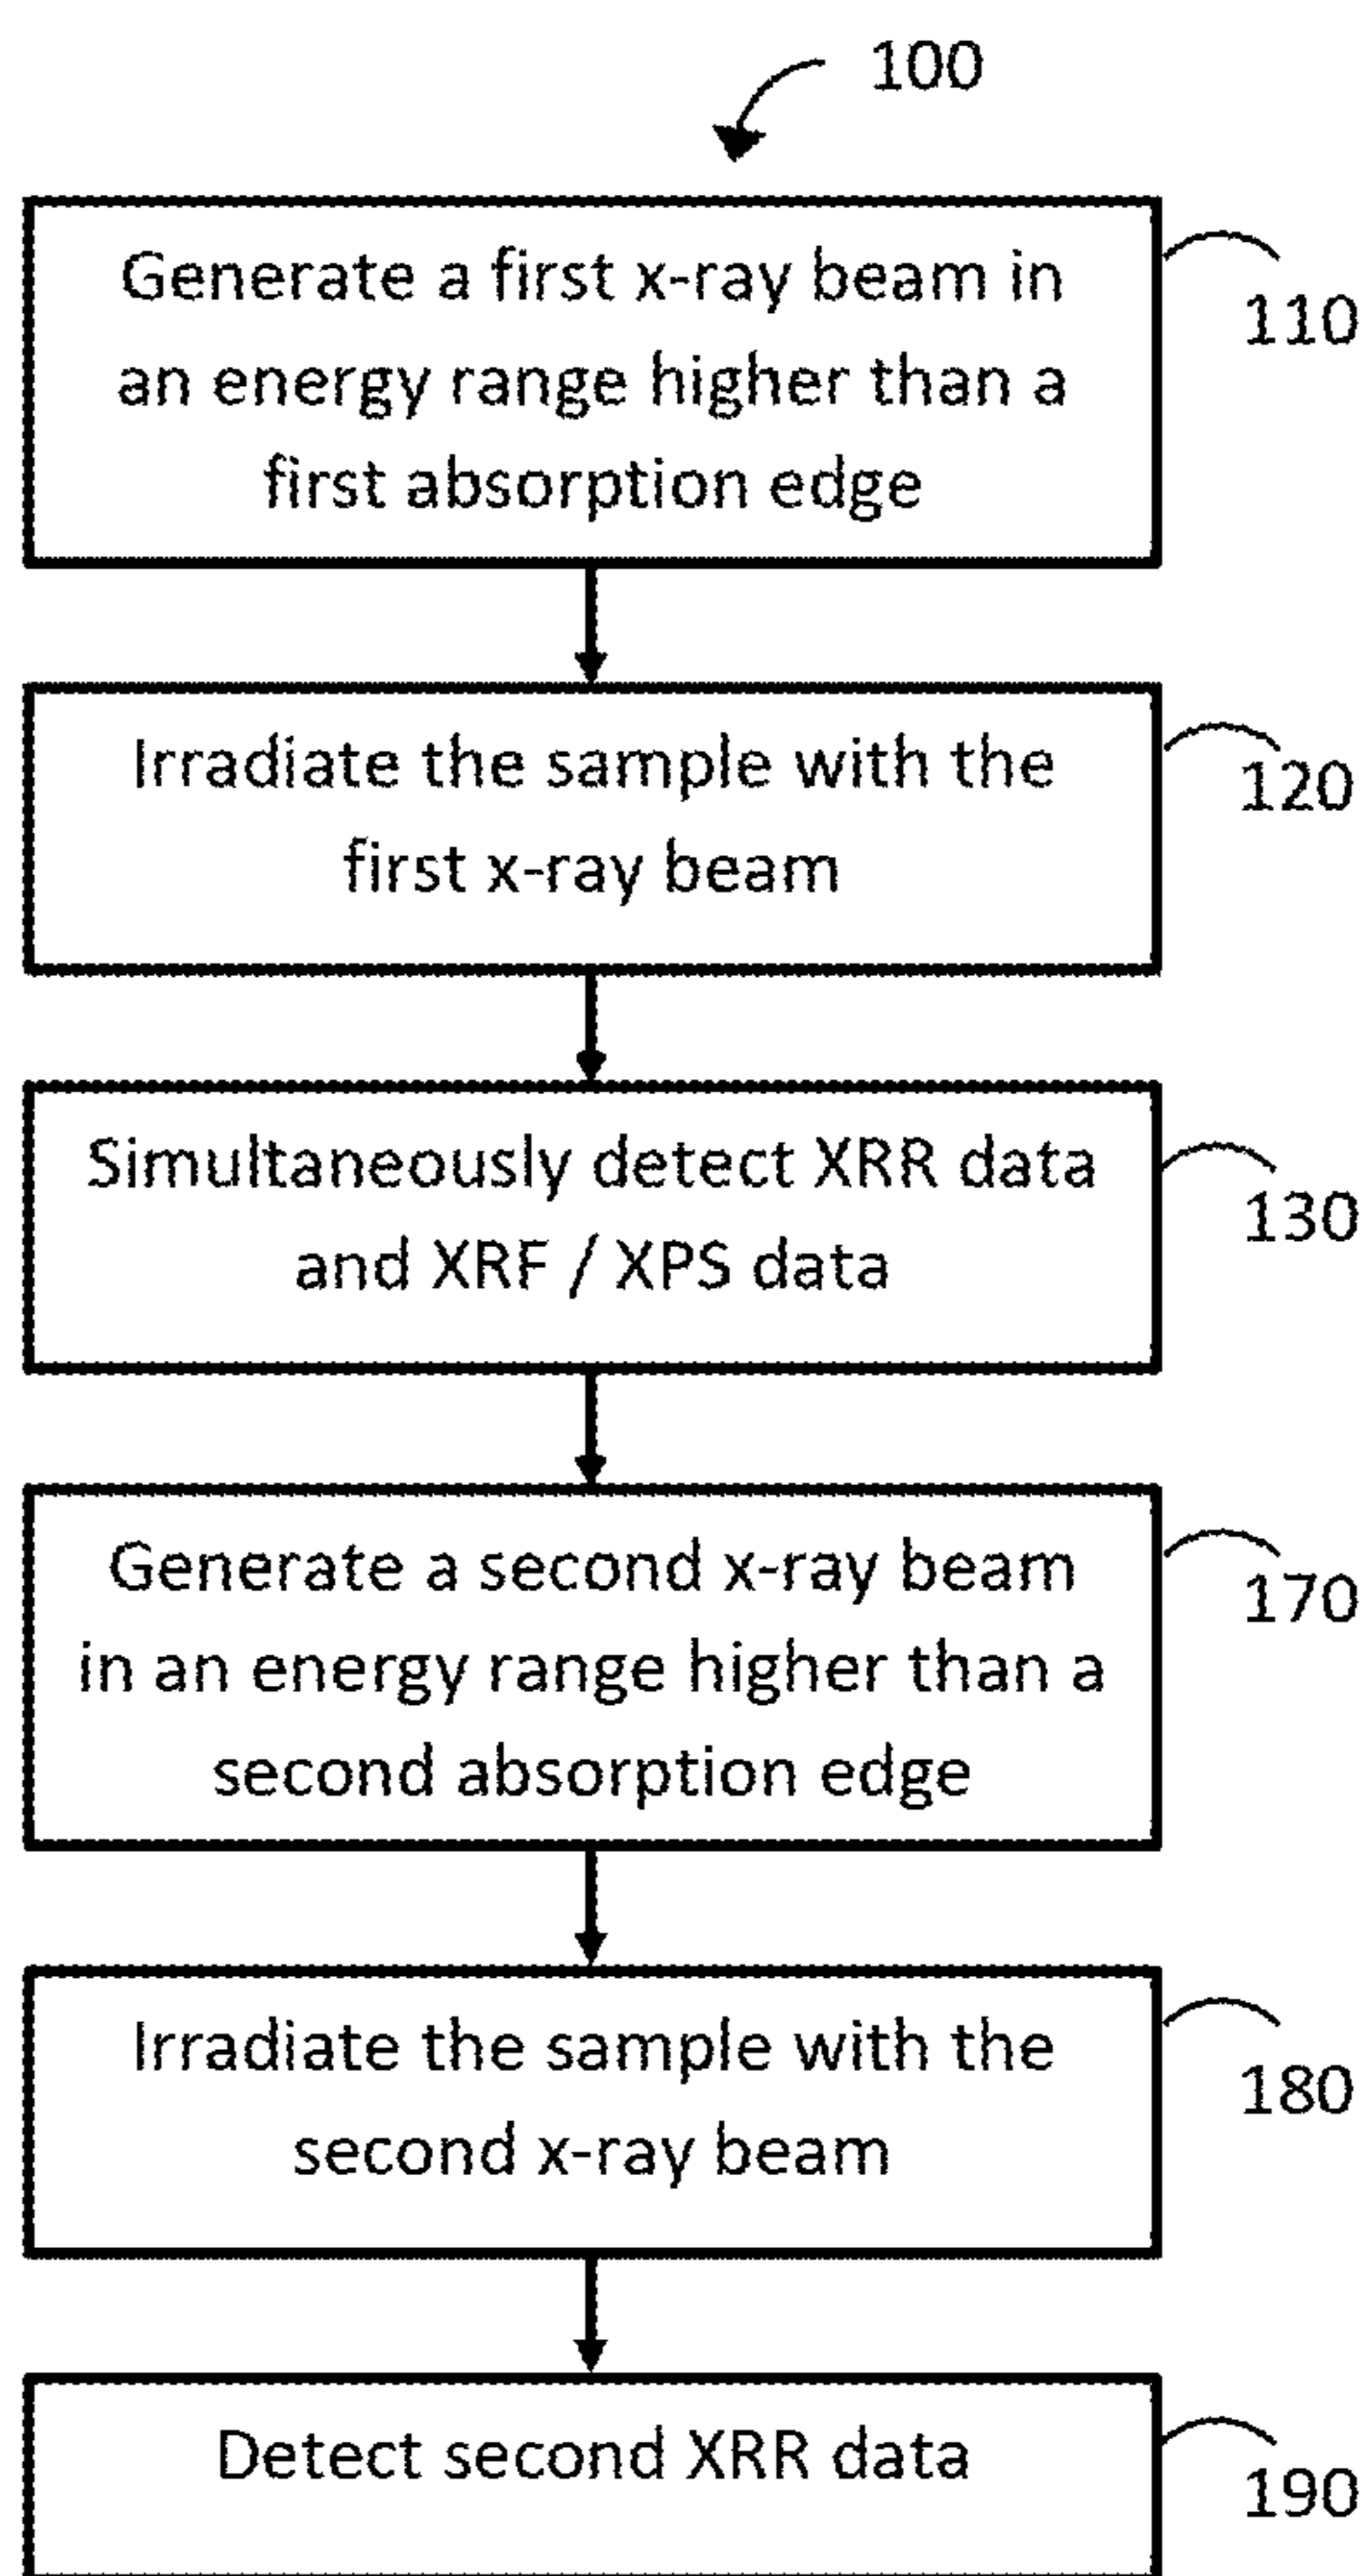 100
Generate a first x-ray beam in
an energy range higher than a
first absorption edge
110
Irradiate the sample with the
first x-ray beam
120
Simultaneously detect XRR data
and XRF / XPS data
130
Generate a second x-ray beam
in an energy range higher than a
second absorption edge
170
Irradiate the sample with the
second x-ray beam
180
Detect second XRR data
190